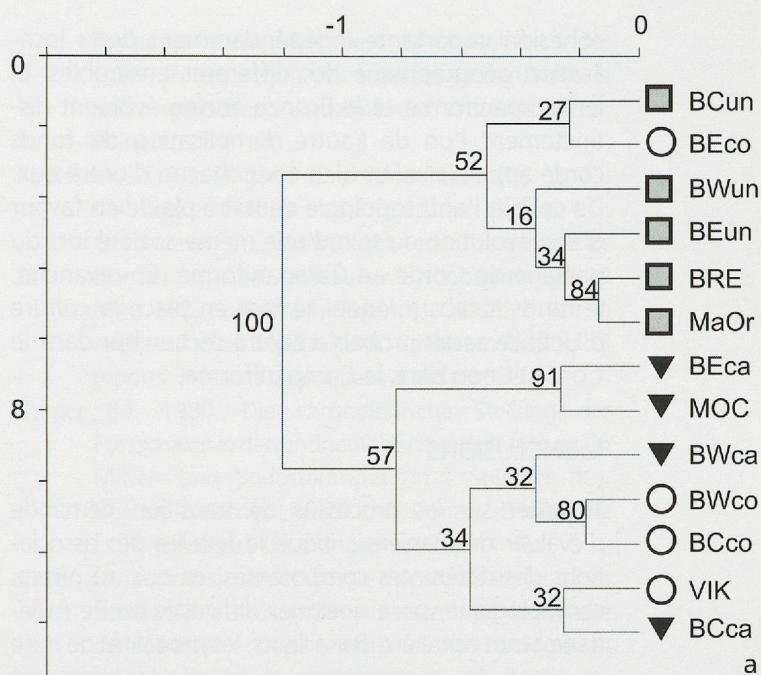 -1 0
0
27 BCun
BEco
52
BWun
16
BEun
34
BRE
84
MaOr
100
BEca
91
8
MOC
57
BWca
32
BWco
80
34
BCco
VIK
32
BCca
a